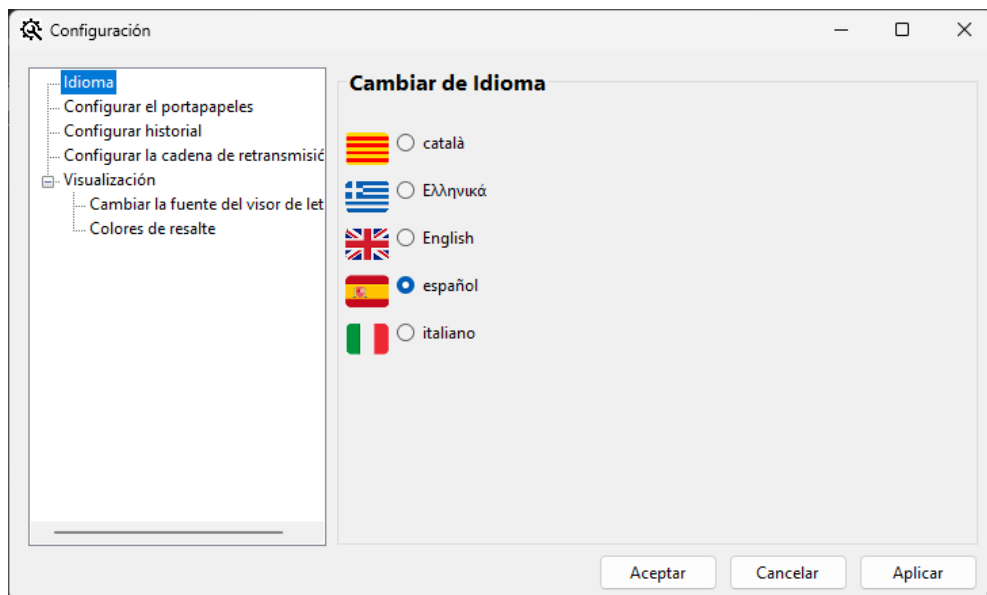 Configuración
Idioma
Configurar el portapapeles
Configurar historial
Configurar la cadena de retransmisió
Visualización
Cambiar la fuente del visor de let
Colores de resalte
Cambiar de Idioma
català
Ελληνικά
English
español
italiano
Aceptar
Cancelar
Aplicar